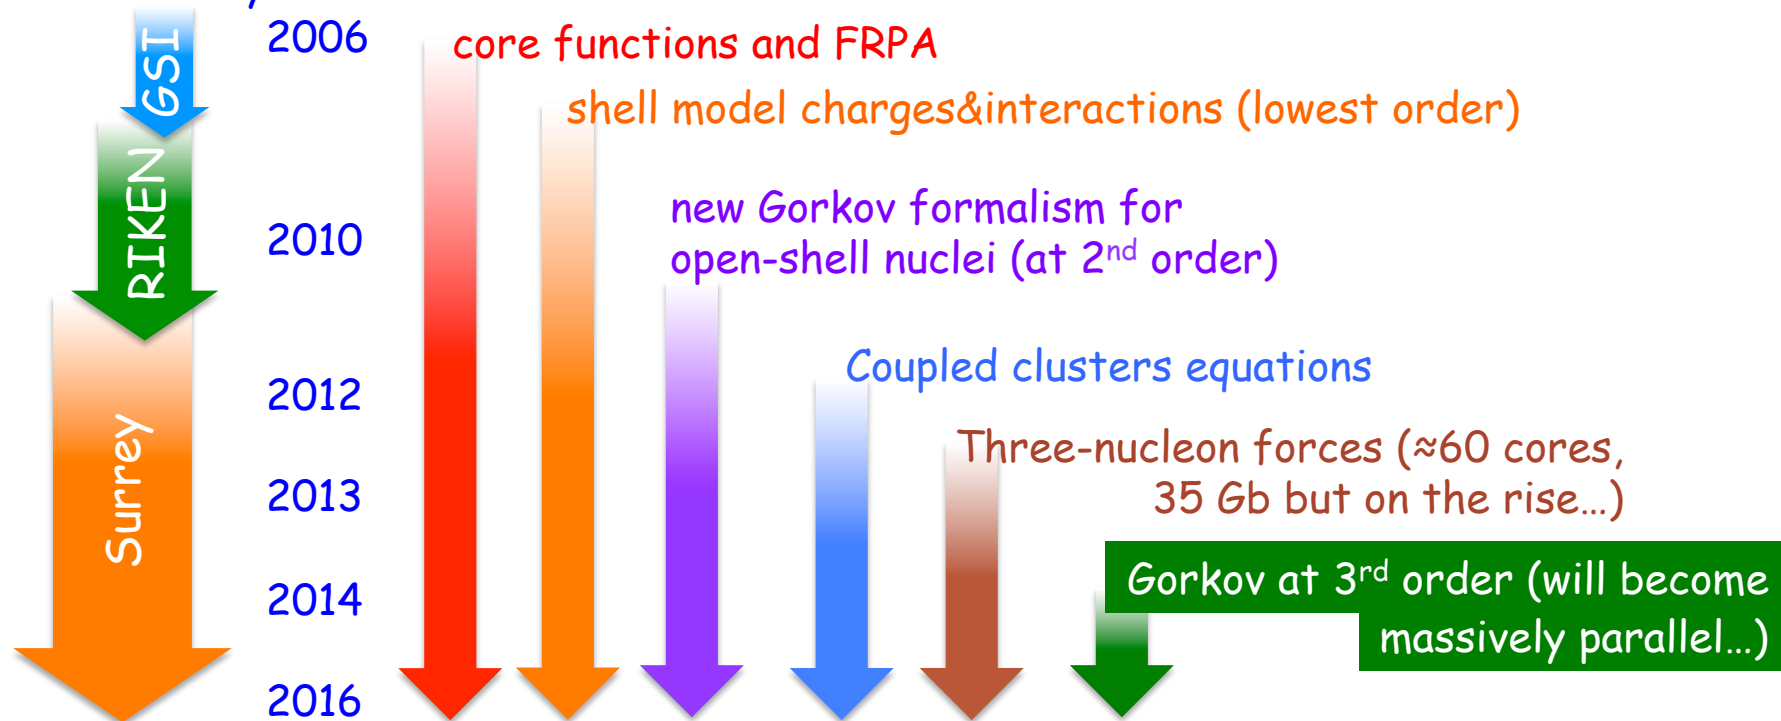 GSI
RIKEN
Surrey
2006
core functions and FRPA
shell model charges&interactions (lowest order)
new Gorkov formalism for
2010
open-shell nuclei (at 2nd order)
Coupled clusters equations
2012
Three-nucleon forces (≈60 cores,
2013
35 Gb but on the rise…)
2014
Gorkov at 3rd order (will become
massively parallel…)
2016